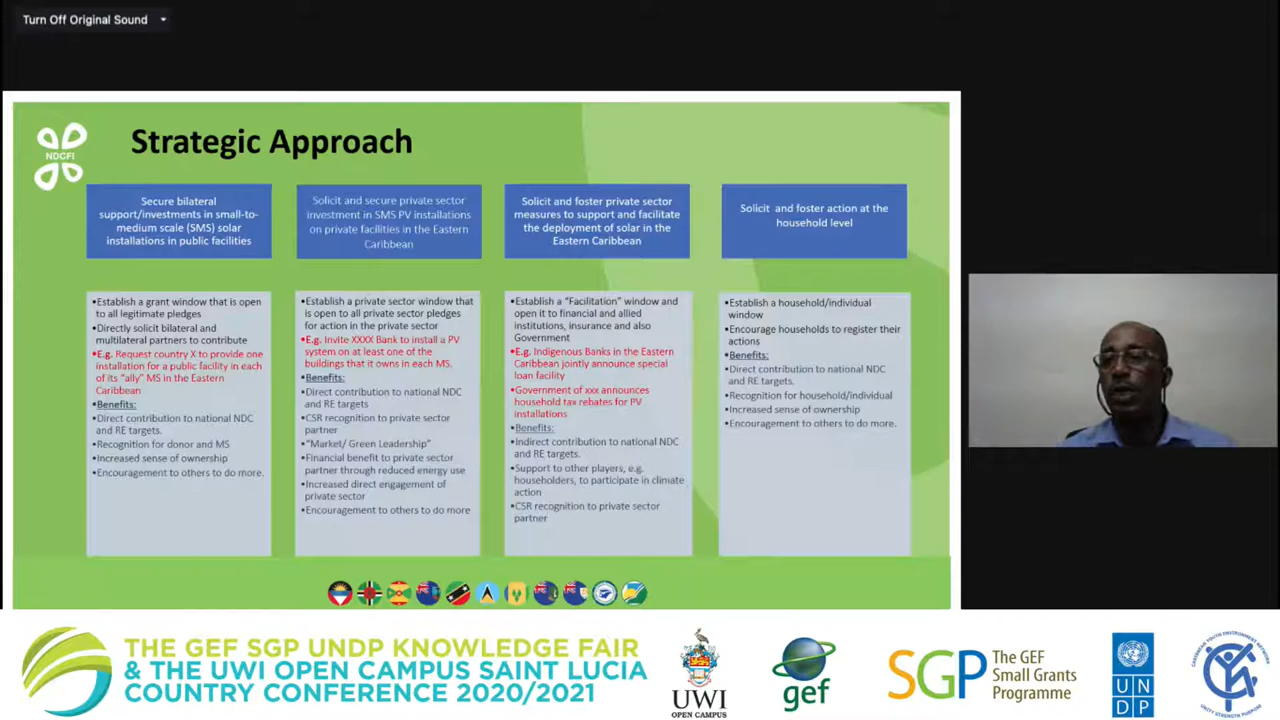 Turn Off Original Sound
NDCFI
Strategic Approach
Secure bilateral
support/investments in small-to-
medium scale (SMS) solar
installations in public facilities
•Establish a grant window that is open
to all legitimate pledges
•Directly solicit bilateral and
multilateral partners to contribute
•E.g. Request country X to provide one
installation for a public facility in each
of its "ally" MS in the Eastern
Caribbean
•Benefits:
Direct contribution to national NDC
and RE targets.
•Recognition for donor and MS
•Increased sense of ownership
•Encouragement to others to do more.
Solicit and secure private sector
investment in SMS PV installations
on private facilities in the Eastern
Caribbean
•Establish a private sector window that
is open to all private sector pledges
for action in the private sector
•E.g. Invite XXXX Bank to install a PV
system on at least one of the
buildings that it owns in each MS.
•Benefits:
Direct contribution to national NDC
and RE targets
•CSR recognition to private sector
partner
•"Market/ Green Leadership"
•Financial benefit to private sector
partner through reduced energy use
•Increased direct engagement of
private sector
•Encouragement to others to do more
Solicit and foster private sector
measures to support and facilitate
the deployment of solar in the
Eastern Caribbean
•Establish a "Facilitation" window and
open it to financial and allied
institutions, insurance and also
Government
•E.g. Indigenous Banks in the Eastern
Caribbean jointly announce special
loan facility
•Government of xxx announces
household tax rebates for PV
installations
•Benefits:
•Indirect contribution to national NDC
and RE targets.
•Support to other players, e.g.
householders, to participate in climate
action
•CSR recognition to private sector
partner
Solicit and foster action at the
household level
•Establish a household/individual
window
•Encourage households to register their
actions
•Benefits:
•Direct contribution to national NDC
and RE targets.
•Recognition for household/individual
•Increased sense of ownership
•Encouragement to others to do more.
THE GEF SGP UNDP KNOWLEDGE FAIR
& THE UWI OPEN CAMPUS SAINT LUCIA
COUNTRY CONFERENCE 2020/2021
UWI
OPEN CAMPUS
gef
SGP
The GEF
Small Grants
Programme
UN
DP
CARIBBEAN YOUTH ENVIRONMENT NETWORK
UNITY STRENGTH PURPOSE